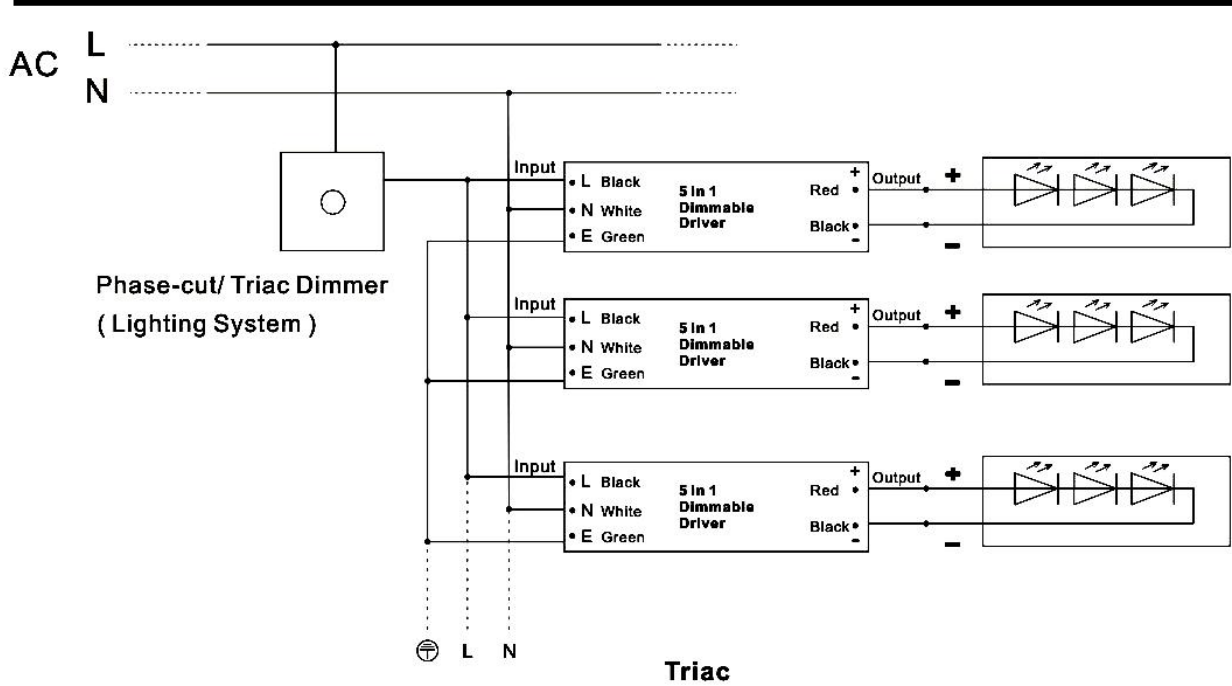 AC
L
N
Phase-cut/ Triac Dimmer
( Lighting System )
Input
L Black
N White
E Green
5 in 1
Dimmable
Driver
+
Red
Black
-
Output
+
-
Input
L Black
N White
E Green
5 in 1
Dimmable
Driver
+
Red
Black
-
Output
+
-
Input
L Black
N White
E Green
5 in 1
Dimmable
Driver
+
Red
Black
-
Output
+
-
L
N
Triac